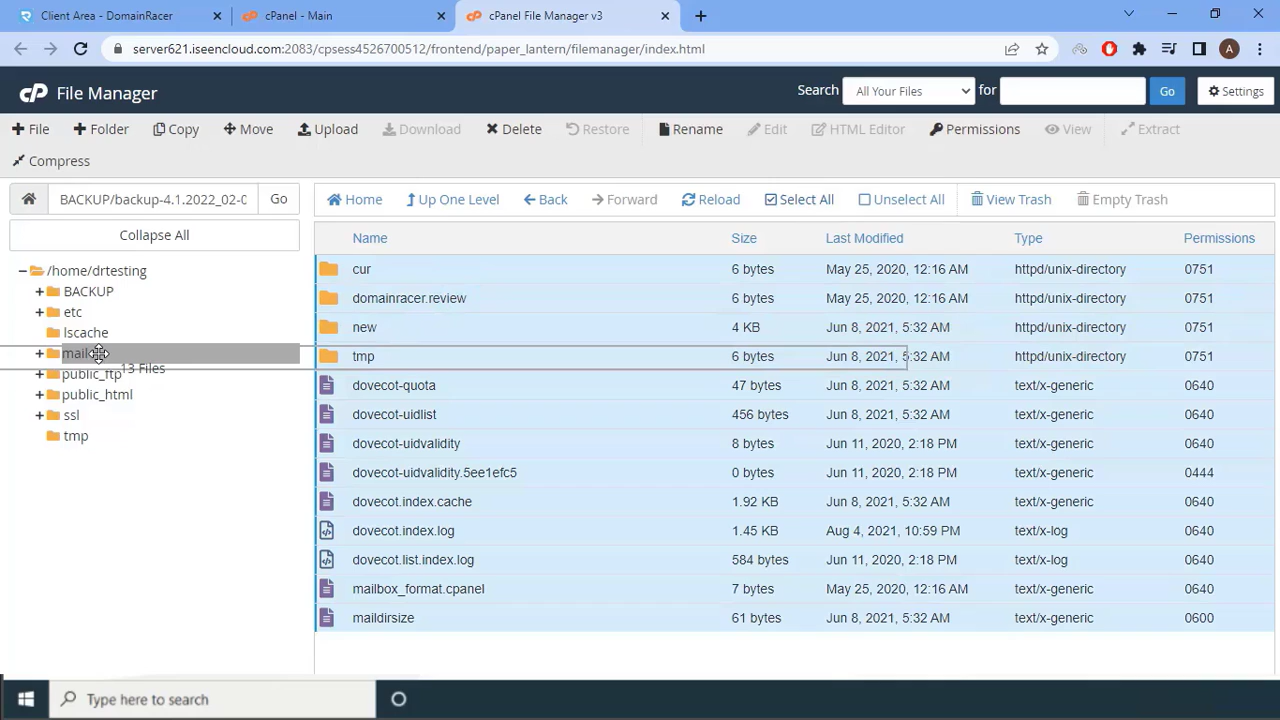 Client Area - DomainRacer
cPanel - Main
cPanel File Manager v3
server621.iseencloud.com:2083/cpsess4526700512/frontend/paper_lantern/filemanager/index.html
A
cP File Manager
Search All Your Files for Go Settings
File Folder Copy Move Upload Download Delete Restore Rename Edit HTML Editor Permissions View Extract
Compress
BACKUP/backup-4.1.2022_02-0 Go
Home Up One Level Back Forward Reload Select All Unselect All View Trash Empty Trash
Collapse All
Name Size Last Modified Type Permissions
/home/drtesting
BACKUP
etc
lscache
mail
13 Files
public_ftp
public_html
ssl
tmp
cur 6 bytes May 25, 2020, 12:16 AM httpd/unix-directory 0751
domainracer.review 6 bytes May 25, 2020, 12:16 AM httpd/unix-directory 0751
new 4 KB Jun 8, 2021, 5:32 AM httpd/unix-directory 0751
tmp 6 bytes Jun 8, 2021, 5:32 AM httpd/unix-directory 0751
dovecot-quota 47 bytes Jun 8, 2021, 5:32 AM text/x-generic 0640
dovecot-uidlist 456 bytes Jun 8, 2021, 5:32 AM text/x-generic 0640
dovecot-uidvalidity 8 bytes Jun 11, 2020, 2:18 PM text/x-generic 0640
dovecot-uidvalidity.5ee1efc5 0 bytes Jun 11, 2020, 2:18 PM text/x-generic 0444
dovecot.index.cache 1.92 KB Jun 8, 2021, 5:32 AM text/x-generic 0640
dovecot.index.log 1.45 KB Aug 4, 2021, 10:59 PM text/x-log 0640
dovecot.list.index.log 584 bytes Jun 11, 2020, 2:18 PM text/x-log 0640
mailbox_format.cpanel 7 bytes May 25, 2020, 12:16 AM text/x-generic 0640
maildirsize 61 bytes Jun 8, 2021, 5:32 AM text/x-generic 0600
Type here to search